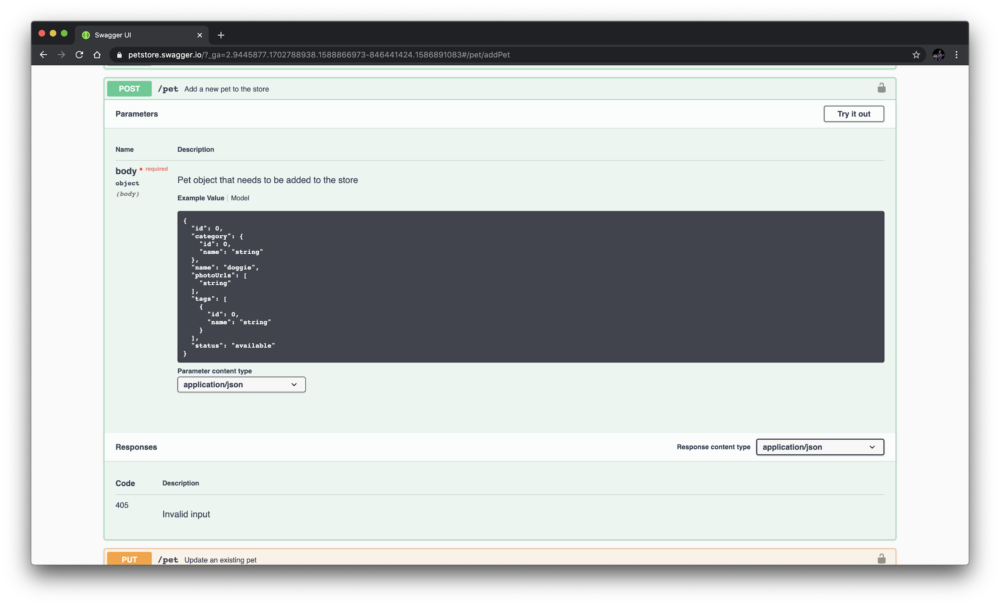 Swagger UI
petstore.swagger.io/?_ga=2.9445877.1702788938.1588866973-846441424.1586891083#/pet/addPet
POST /pet Add a new pet to the store
Parameters Try it out
Name Description
body * required
object
(body)
Pet object that needs to be added to the store
Example Value Model
{
  "id": 0,
  "category": {
    "id": 0,
    "name": "string"
  },
  "name": "doggie",
  "photoUrls": [
    "string"
  ],
  "tags": [
    {
      "id": 0,
      "name": "string"
    }
  ],
  "status": "available"
}
Parameter content type
application/json
Responses Response content type application/json
Code Description
405
Invalid input
PUT /pet Update an existing pet